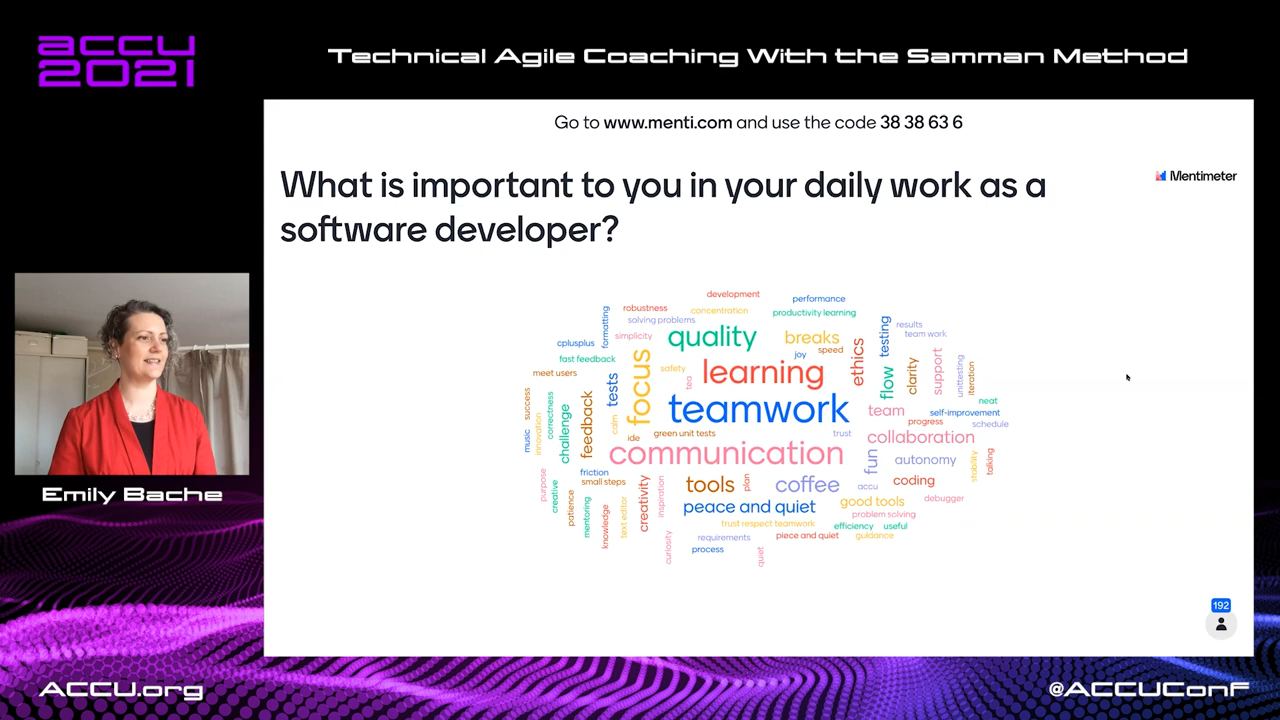 accu
2021
Technical Agile Coaching With the Samman Method
Go to www.menti.com and use the code 38 38 63 6
What is important to you in your daily work as a
software developer?
Mentimeter
development
performance
robustness
concentration
productivity learning
formatting
solving problems
quality
breaks
testing
results
team work
simplicity
cplusplus
joy
speed
ethics
fast feedback
focus
safety
learning
flow
clarity
support
unittesting
iteration
meet users
tests
tea
teamwork
success
music
innovation
correctness
challenge
feedback
calm
team
neat
self-improvement
progress
schedule
ide
green unit tests
trust
communication
collaboration
fun
autonomy
stability
talking
friction
small steps
tools
plan
coffee
accu
coding
purpose
creative
patience
mentoring
knowledge
text editor
creativity
inspiration
peace and quiet
good tools
debugger
problem solving
trust respect teamwork
efficiency
useful
curiosity
requirements
piece and quiet
guidance
process
quiet
192
Emily Bache
ACCU.org
@ACCUConF